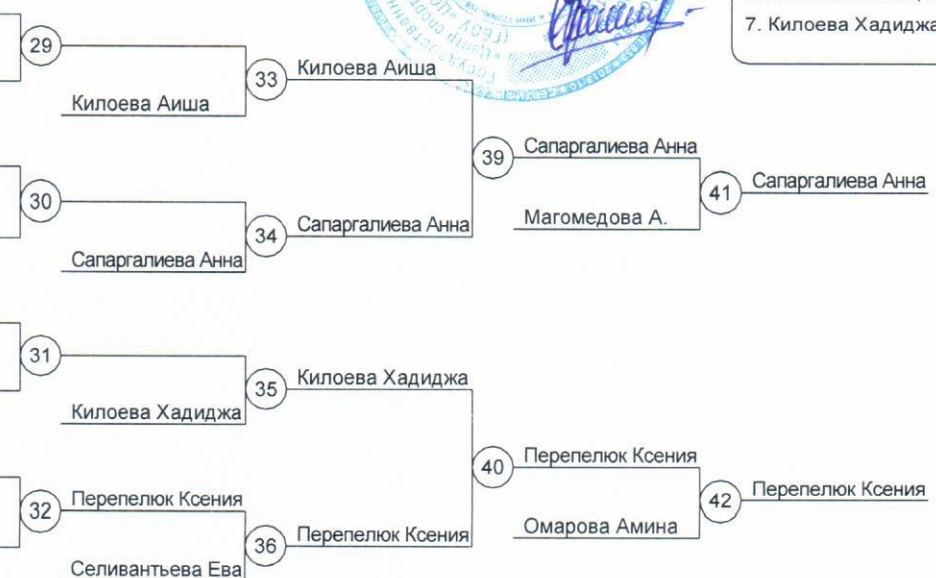 7. Килоева Хадиджа
29
33
Килоева Аиша
Килоева Аиша
39
Сапаргалиева Анна
41
Сапаргалиева Анна
30
34
Сапаргалиева Анна
Магомедова А.
Сапаргалиева Анна
31
35
Килоева Хадиджа
Килоева Хадиджа
40
Перепелюк Ксения
42
Перепелюк Ксения
32
Перепелюк Ксения
36
Перепелюк Ксения
Омарова Амина
Селивантьева Ева